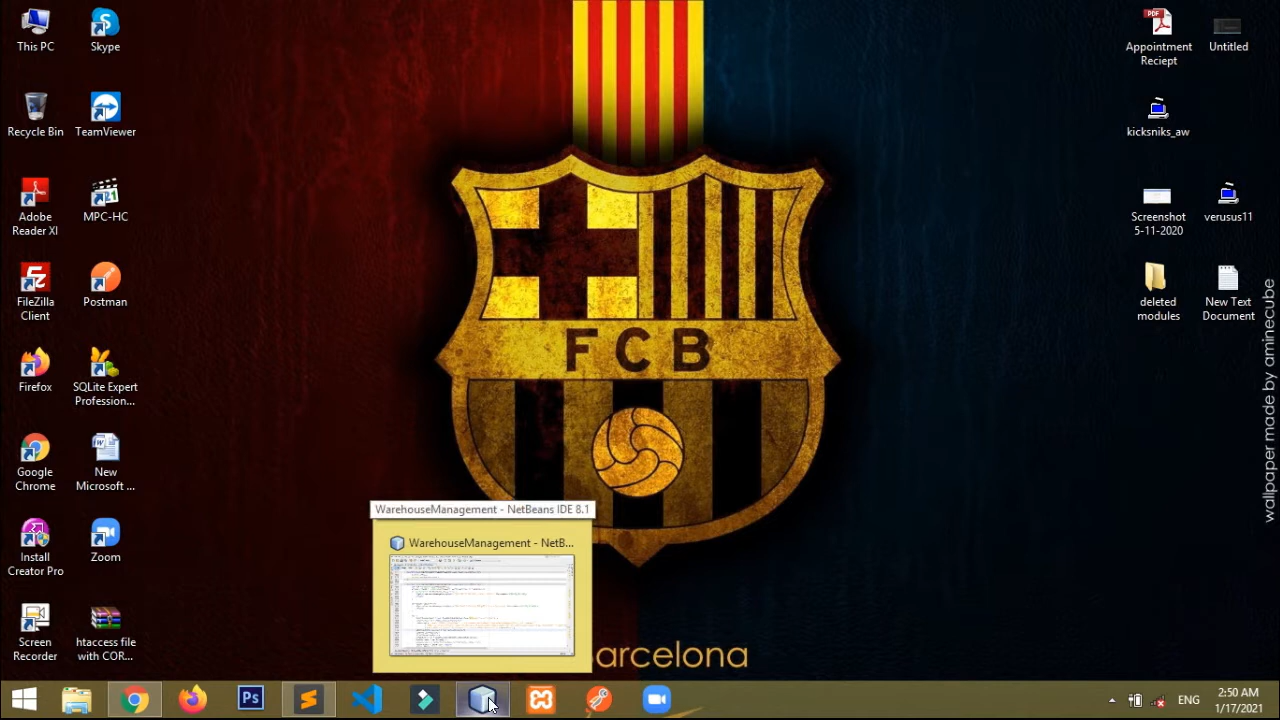 This PC
Skype
Recycle Bin
TeamViewer
Adobe
Reader XI
MPC-HC
FileZilla
Client
Postman
Firefox
SQLite Expert
Profession...
Google
Chrome
New
Microsoft ...
Install
Creator Pro
Zoom
qtcreator
htaccess file
with COR...
Appointment
Reciept
Untitled
kicksniks_aw
Screenshot
5-11-2020
verusus11
deleted
modules
New Text
Document
F C B
wallpaper made by aminecube
arcelona
WarehouseManagement - NetBeans IDE 8.1
WarehouseManagement - NetB...
Ps
ENG
2:50 AM
1/17/2021